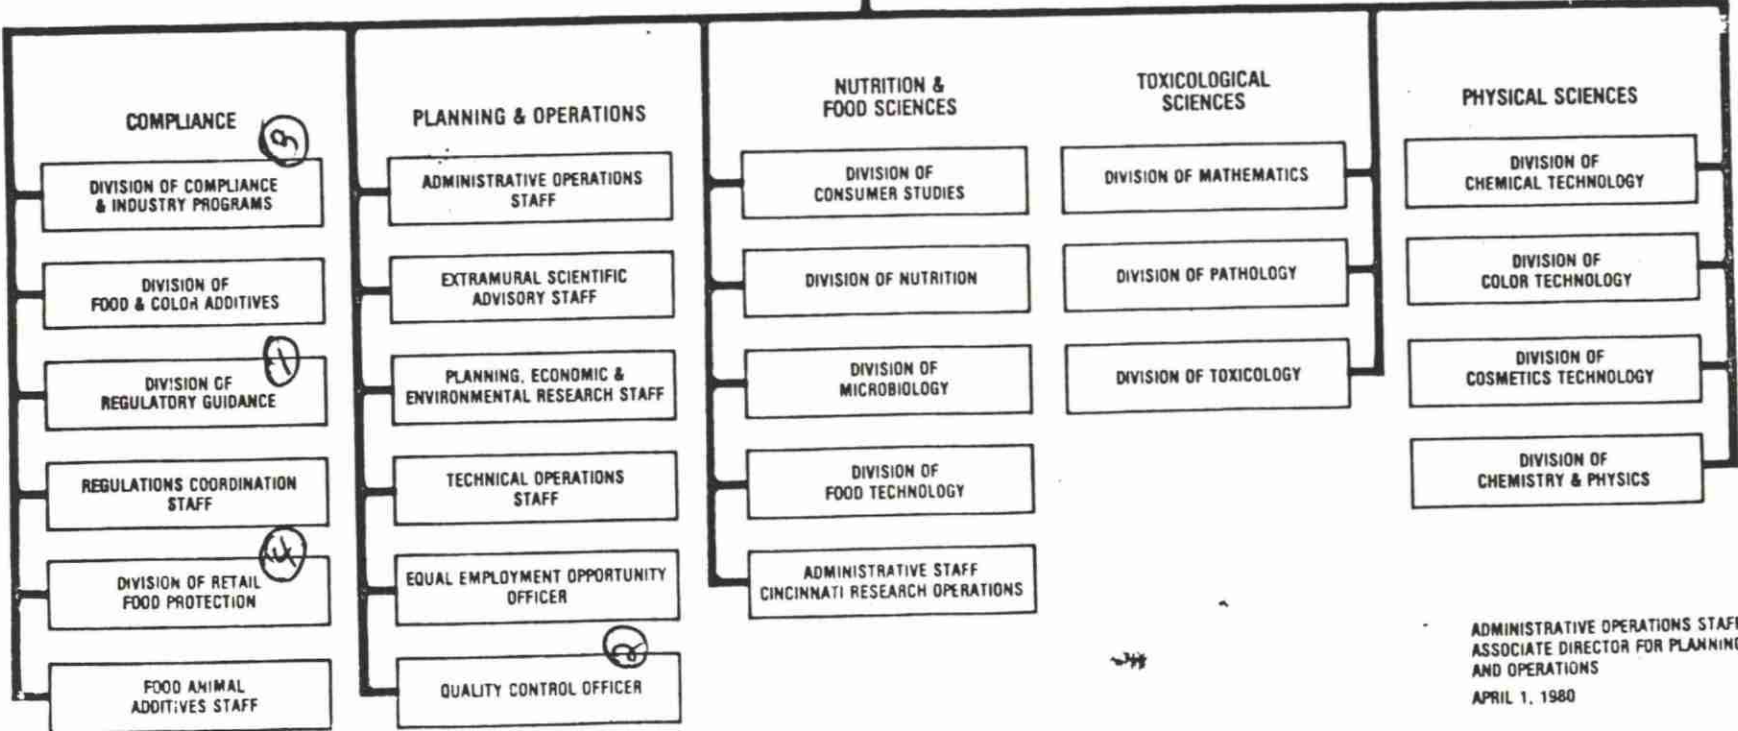 COMPLIANCE
DIVISION OF COMPLIANCE
& INDUSTRY PROGRAMS
DIVISION OF
FOOD & COLOR ADDITIVES
1
DIVISION OF
REGULATORY GUIDANCE
REGULATIONS COORDINATION
STAFF
4
DIVISION OF RETAIL
FOOD PROTECTION
FOOD ANIMAL
ADDITIVES STAFF
PLANNING & OPERATIONS
ADMINISTRATIVE OPERATIONS
STAFF
EXTRAMURAL SCIENTIFIC
ADVISORY STAFF
PLANNING, ECONOMIC &
ENVIRONMENTAL RESEARCH STAFF
TECHNICAL OPERATIONS
STAFF
EQUAL EMPLOYMENT OPPORTUNITY
OFFICER
2
QUALITY CONTROL OFFICER
NUTRITION &
FOOD SCIENCES
DIVISION OF
CONSUMER STUDIES
DIVISION OF NUTRITION
DIVISION OF
MICROBIOLOGY
DIVISION OF
FOOD TECHNOLOGY
ADMINISTRATIVE STAFF
CINCINNATI RESEARCH OPERATIONS
TOXICOLOGICAL
SCIENCES
DIVISION OF MATHEMATICS
DIVISION OF PATHOLOGY
DIVISION OF TOXICOLOGY
PHYSICAL SCIENCES
DIVISION OF
CHEMICAL TECHNOLOGY
DIVISION OF
COLOR TECHNOLOGY
DIVISION OF
COSMETICS TECHNOLOGY
DIVISION OF
CHEMISTRY & PHYSICS
ADMINISTRATIVE OPERATIONS STAFF
ASSOCIATE DIRECTOR FOR PLANNING
AND OPERATIONS
APRIL 1, 1980